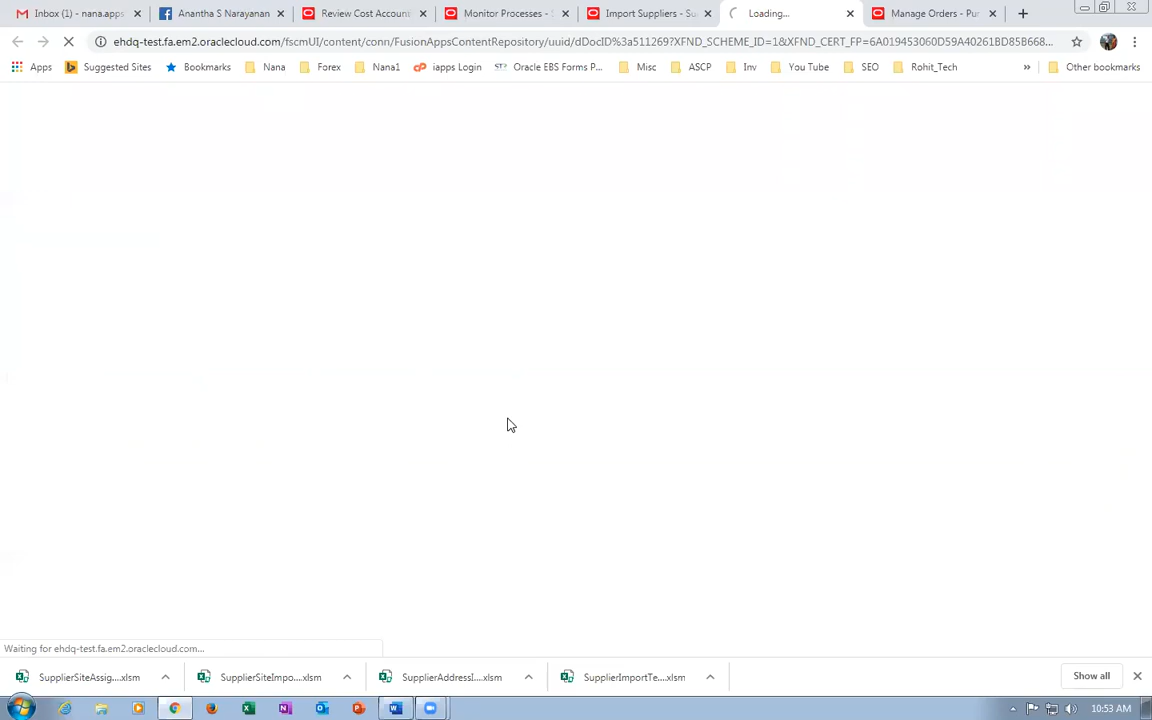 Inbox (1) - nana.apps
Anantha S Narayanan
Review Cost Account
Monitor Processes - S
Import Suppliers - Su
Loading...
Manage Orders - Pur
ehdq-test.fa.em2.oraclecloud.com/fscmUI/content/conn/FusionAppsContentRepository/uuid/dDocID%3a511269?XFND_SCHEME_ID=1&XFND_CERT_FP=6A019453060D59A40261BD85B668...
Apps
Suggested Sites
Bookmarks
Nana
Forex
Nana1
iapps Login
Oracle EBS Forms P...
Misc
ASCP
Inv
You Tube
SEO
Rohit_Tech
»
Other bookmarks
Waiting for ehdq-test.fa.em2.oraclecloud.com...
SupplierSiteAssig....xlsm
SupplierSiteImpo....xlsm
SupplierAddressI....xlsm
SupplierImportTe....xlsm
Show all
10:53 AM